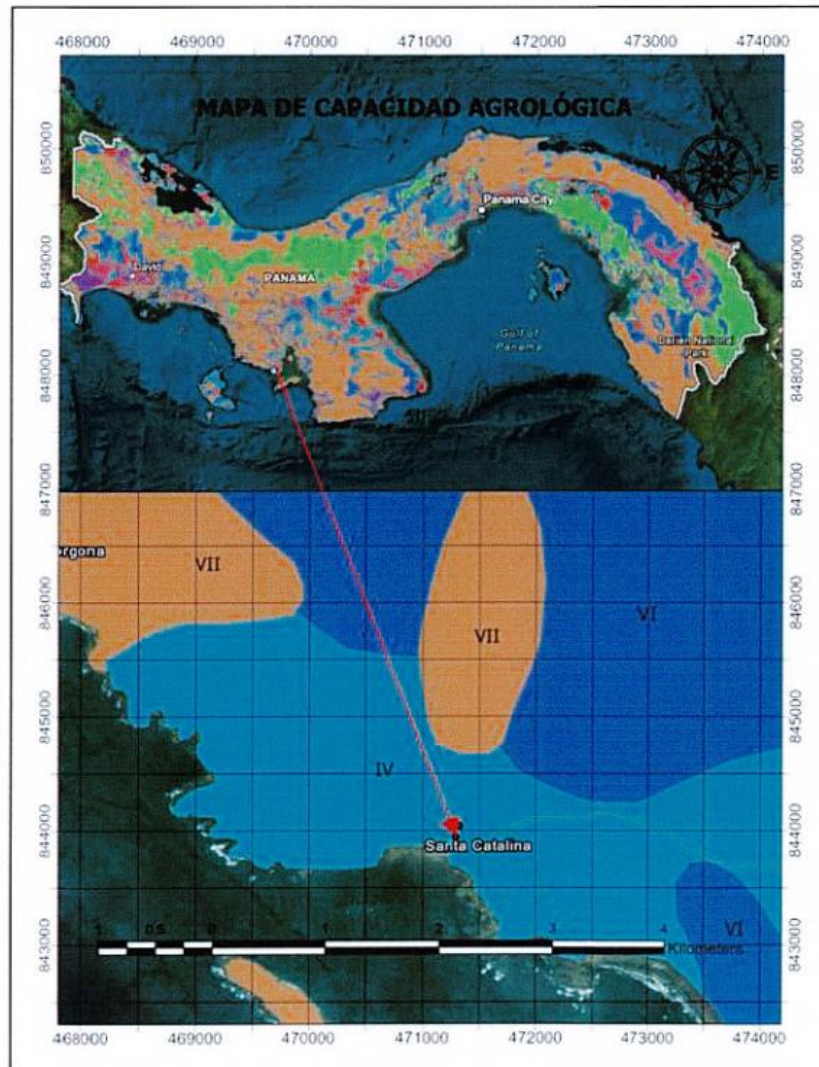 468000 469000 470000 471000 472000 473000 474000
MAPA DE CAPACIDAD AGROLÓGICA
N
E
850000 850000
Panama City
David
PANAMA
849000 849000
Gulf of
Panama
Darien National
Park
848000 848000
847000 847000
orgona
VII
846000 846000
VII
VI
845000 845000
IV
844000 844000
Santa Catalina
VI
1 0.5 0 1 2 3 4
Kilometers
843000 843000
468000 469000 470000 471000 472000 473000 474000